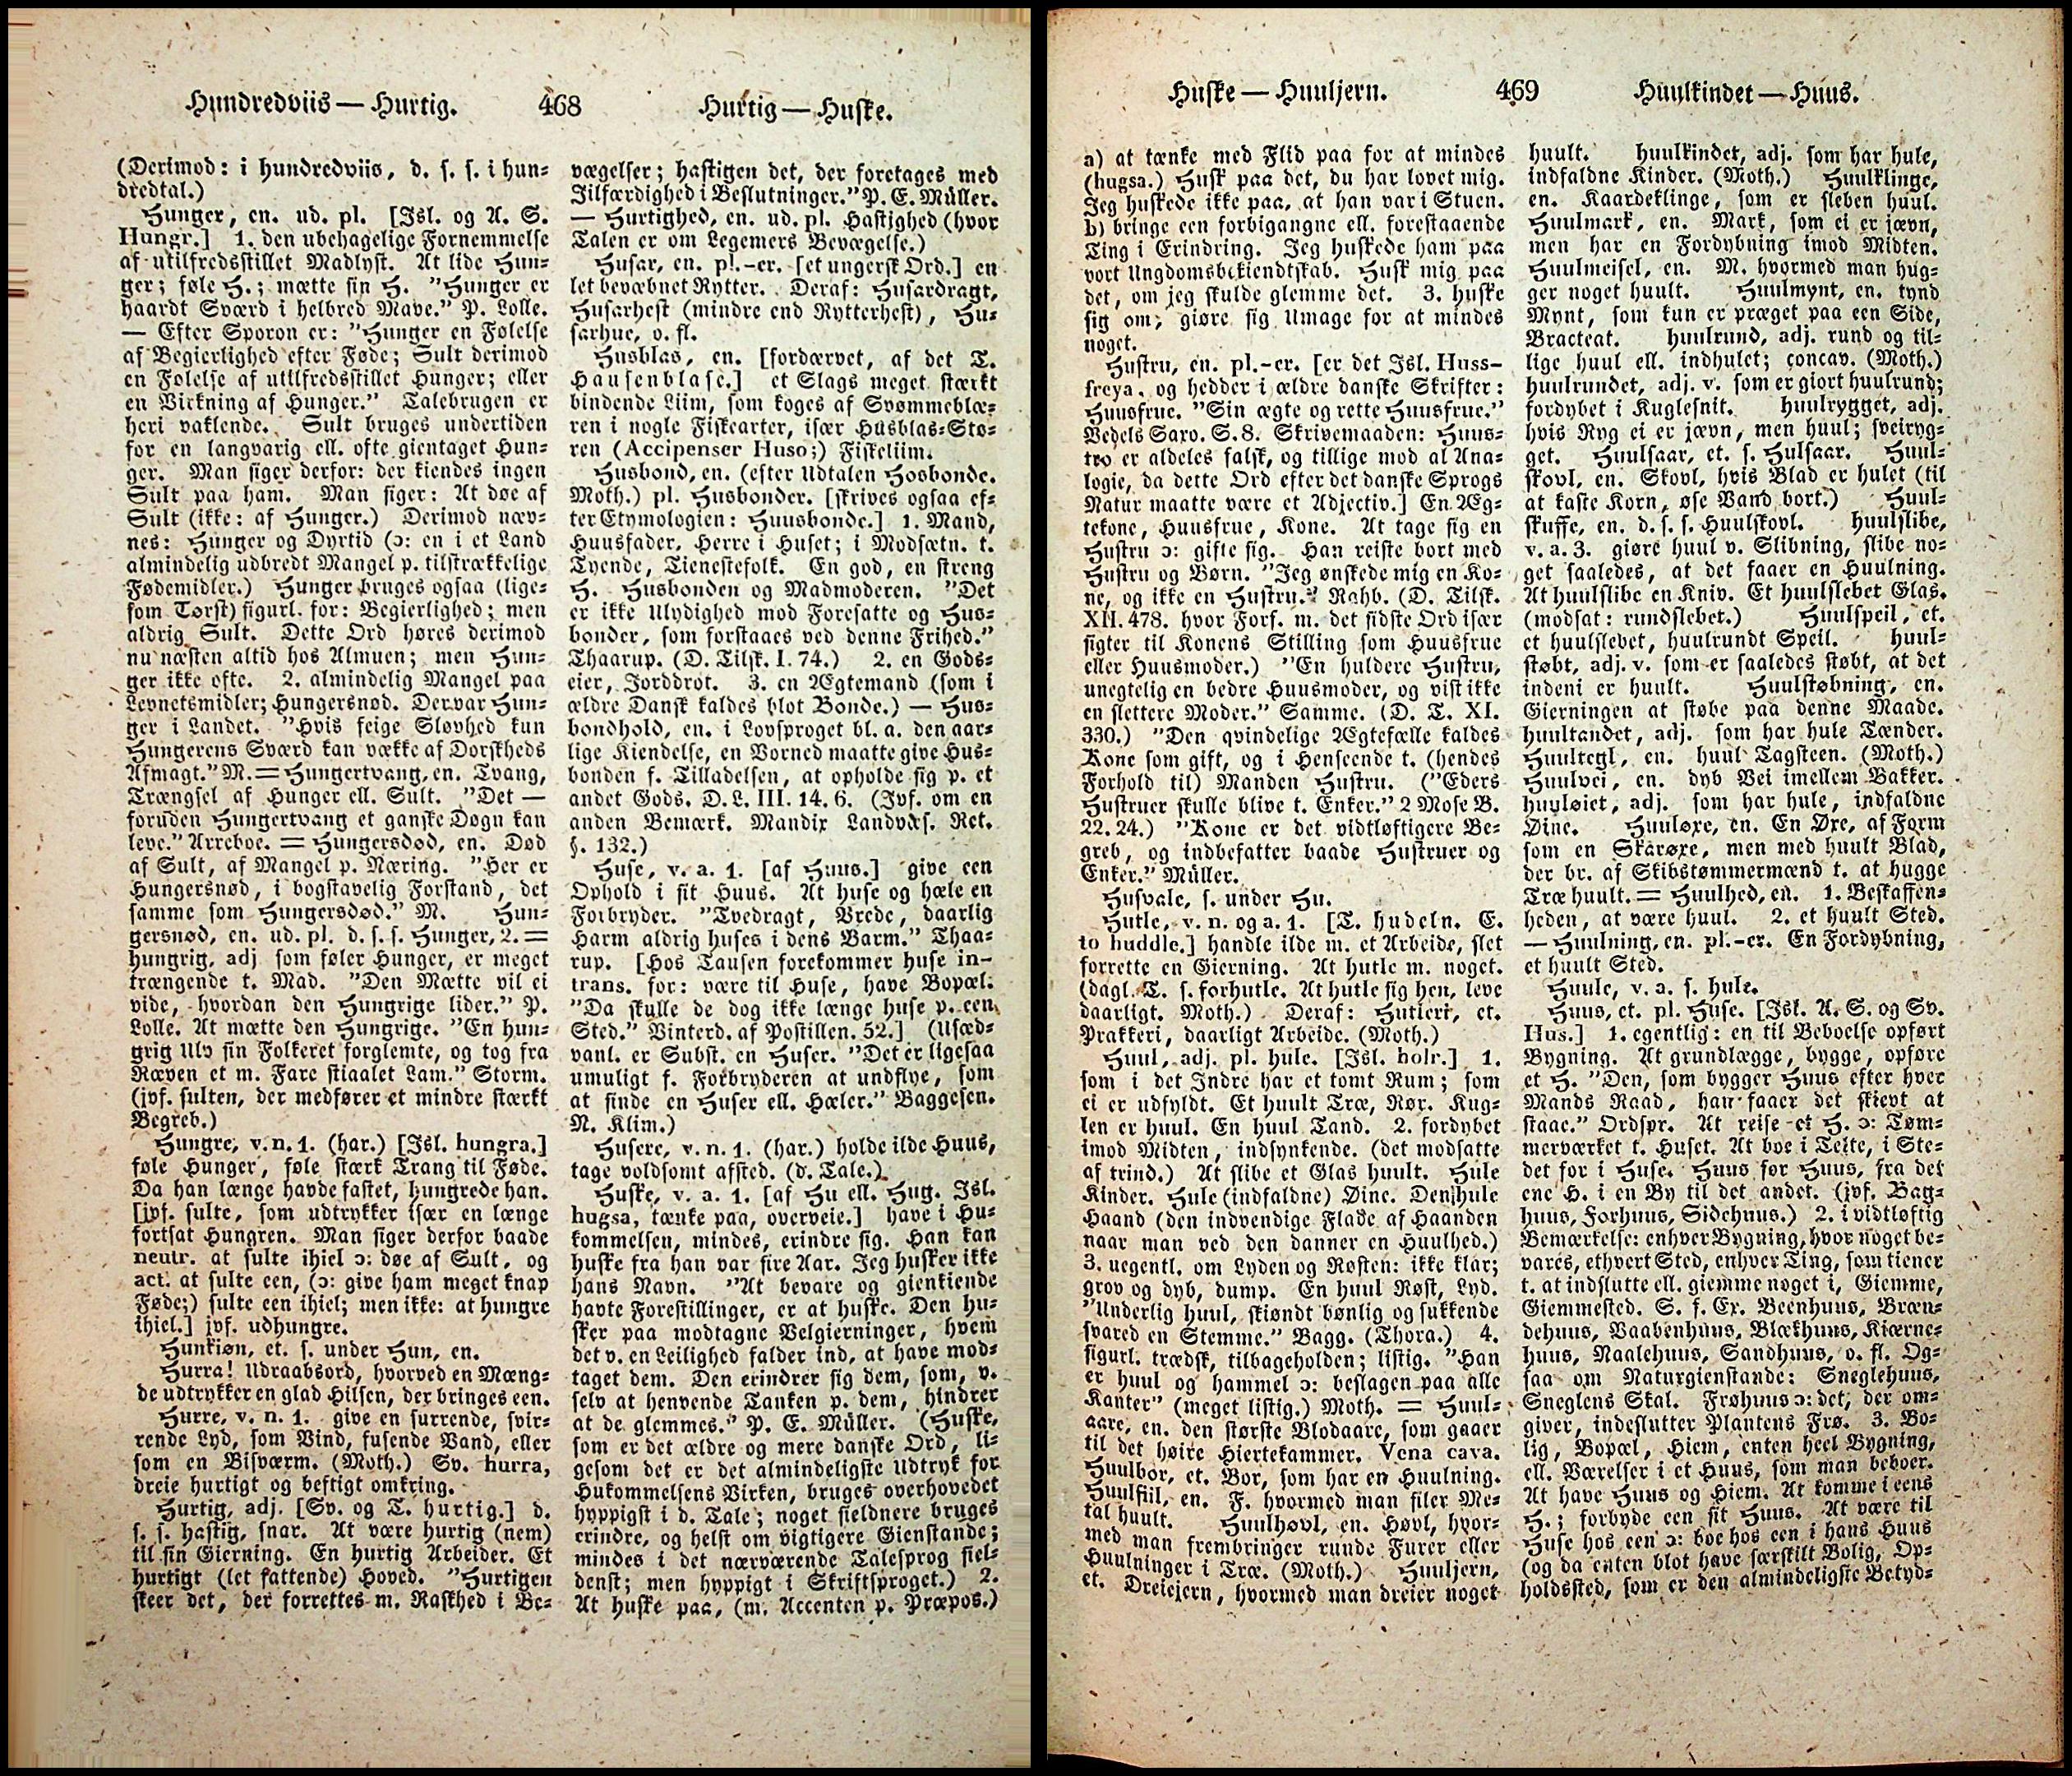 Hundredviis — Hurtig.
468
Hurtig — Huske.
(Derimod: i hundredviis, d. s. s. i hun-
dredtal.)
Hunger, en. ud. pl. [Isl. og A. S.
Hungr.] 1. den ubehagelige Fornemmelse
af utilfredsstillet Madlyst. At lide Hun-
ger; føle H.; mætte sin H. "Hunger er
haardt Sværd i helbred Mave." P. Lolle.
— Efter Sporon er: "Hunger en Følelse
af Begierlighed efter Føde; Sult derimod
en Følelse af utilfredsstillet Hunger; eller
en Virkning af Hunger." Talebrugen er
heri vaklende. Sult bruges undertiden
for en langvarig ell. ofte gientaget Hun-
ger. Man siger derfor: der kiendes ingen
Sult paa ham. Man siger: At døe af
Sult (ikke: af Hunger.) Derimod næv-
nes: Hunger og Dyrtid (ɔ: en i et Land
almindelig udbredt Mangel p. tilstrækkelige
Fødemidler.) Hunger bruges ogsaa (lige-
som Tørst) figurl. for: Begierlighed; men
aldrig Sult. Dette Ord høres derimod
nu næsten altid hos Almuen; men Hun-
ger ikke ofte. 2. almindelig Mangel paa
Levnetsmidler; Hungersnød. Der var Hun-
ger i Landet. "Hvis feige Sløvhed kun
Hungerens Sværd kan vække af Dorskheds
Afmagt." M. = Hungertvang, en. Tvang,
Trængsel af Hunger ell. Sult. "Det —
foruden Hungertvang et ganske Døgn kan
leve." Arreboe. = Hungersdød, en. Død
af Sult, af Mangel p. Næring. "Her er
Hungersnød, i bogstavelig Forstand, det
samme som Hungersdød." M. Hun-
gersnød, en. ud. pl. d. s. s. Hunger, 2. =
hungrig, adj som føler Hunger, er meget
trængende t. Mad. "Den Mætte vil ei
vide, hvordan den Hungrige lider." P.
Lolle. At mætte den Hungrige. "En hun-
grig Ulv sin Folkeret forglemte, og tog fra
Ræven et m. Fare stiaalet Lam." Storm.
(jvf. sulten, der medfører et mindre stærkt
Begreb.)
Hungre, v. n. 1. (har.) [Isl. hungra.]
føle Hunger, føle stærk Trang til Føde.
Da han længe havde fastet, hungrede han.
[jvf. sulte, som udtrykker især en længe
fortsat Hungren. Man siger derfor baade
neutr. at sulte ihiel ɔ: døe af Sult, og
act. at sulte een, (ɔ: give ham meget knap
Føde;) sulte een ihiel; men ikke: at hungre
ihiel.] jvf. udhungre.
Hunkiøn, et. s. under Hun, en.
Hurra! Udraabsord, hvorved en Mæng-
de udtrykker en glad Hilsen, der bringes een.
Hurre, v. n. 1. give en surrende, svir-
rende Lyd, som Vind, susende Vand, eller
som en Bisværm. (Moth.) Sv. hurra,
dreie hurtigt og heftigt omkring.
Hurtig, adj. [Sv. og T. hurtig.] d.
s. s. hastig, snar. At være hurtig (nem)
til sin Gierning. En hurtig Arbeider. Et
hurtigt (let fattende) Hoved. "Hurtigen
skeer det, der forrettes m. Raskhed i Be-
vægelser; hastigen det, der foretages med
Iilfærdighed i Beslutninger." P. E. Müller.
— Hurtighed, en. ud. pl. Hastighed (hvor
Talen er om Legemers Bevægelse.)
Husar, en. pl.-er. [et ungersk Ord.] en
let bevæbnet Rytter. Deraf: Husardragt,
Husarhest (mindre end Rytterhest), Hu-
sarhue, o. fl.
Husblas, en. [fordærvet, af det T.
Hausenblase.] et Slags meget stærkt
bindende Liim, som koges af Svømmeblæ-
ren i nogle Fiskearter, især Husblas-Stø-
ren (Accipenser Huso;) Fiskeliim.
Husbond, en. (efter Udtalen Hosbonde.
Moth.) pl. Husbonder. [skrives ogsaa ef-
ter Etymologien: Huusbonde.] 1. Mand,
Huusfader, Herre i Huset; i Modsætn. t.
Tyende, Tienestefolk. En god, en streng
H. Husbonden og Madmoderen. "Det
er ikke Ulydighed mod Foresatte og Hus-
bonder, som forstaaes ved denne Frihed."
Thaarup. (D. Tilsk. I. 74.) 2. en Gods-
eier, Jorddrot. 3. en Ægtemand (som i
ældre Dansk kaldes blot Bonde.) — Hus-
bondhold, en. i Lovsproget bl. a. den aar-
lige Kiendelse, en Vorned maatte give Hus-
bonden f. Tilladelsen, at opholde sig p. et
andet Gods. D. L. III. 14. 6. (Jvf. om en
anden Bemærk. Mandix Landvæs. Ret.
§. 132.)
Huse, v. a. 1. [af Huus.] give een
Ophold i sit Huus. At huse og hæle en
Forbryder. "Tvedragt, Vrede, daarlig
Harm aldrig huses i dens Barm." Thaa-
rup. [Hos Tausen forekommer huse in-
trans. for: være til Huse, have Bopæl.
"Da skulle de dog ikke længe huse p. een
Sted." Vinterd. af Postillen. 52.] (Usæd-
vanl. er Subst. en Huser. "Det er ligesaa
umuligt f. Forbryderen at undflye, som
at finde en Huser ell. Hæler." Baggesen.
N. Klim.)
Husere, v. n. 1. (har.) holde ilde Huus,
tage voldsomt afsted. (d. Tale.)
Huske, v. a. 1. [af Hu ell. Hug. Isl.
hugsa, tænke paa, overveie.] have i Hu-
kommelsen, mindes, erindre sig. Han kan
huske fra han var fire Aar. Jeg husker ikke
hans Navn. "At bevare og gienkiende
havte Forestillinger, er at huske. Den hu-
sker paa modtagne Velgierninger, hvem
det v. en Leilighed falder ind, at have mod-
taget dem. Den erindrer sig dem, som, v.
selv at henvende Tanken p. dem, hindrer
at de glemmes." P. E. Müller. (Huske,
som er det ældre og mere danske Ord, li-
gesom det er det almindeligste Udtryk for
Hukommelsens Virken, bruges overhovedet
hyppigst i d. Tale; noget sieldnere bruges
erindre, og helst om vigtigere Gienstande;
mindes i det nærværende Talesprog siel-
denst; men hyppigt i Skriftsproget.) 2.
At huske paa, (m. Accenten p. Præpos.)
Huske — Huuljern.
469
Huulkindet — Huus.
a) at tænke med Flid paa for at mindes
(hugsa.) Husk paa det, du har lovet mig.
Jeg huskede ikke paa, at han var i Stuen.
b) bringe een forbigangne ell. forestaaende
Ting i Erindring. Jeg huskede ham paa
vort Ungdomsbekiendtskab. Husk mig paa
det, om jeg skulde glemme det. 3. huske
sig om, giøre sig Umage for at mindes
noget.
Hustru, en. pl.-er. [er det Isl. Huss-
freya. og hedder i ældre danske Skrifter:
Huusfrue. "Sin ægte og rette Huusfrue."
Vedels Saxo. S. 8. Skrivemaaden: Huus-
tro er aldeles falsk, og tillige mod al Ana-
logie, da dette Ord efter det danske Sprogs
Natur maatte være et Adjectiv.] En Æg-
tekone, Huusfrue, Kone. At tage sig en
Hustru ɔ: gifte sig. Han reiste bort med
Hustru og Børn. "Jeg ønskede mig en Ko-
ne, og ikke en Hustru." Rahb. (D. Tilsk.
XII. 478. hvor Forf. m. det sidste Ord især
sigter til Konens Stilling som Huusfrue
eller Huusmoder.) "En huldere Hustru,
unegtelig en bedre Huusmoder, og vist ikke
en slettere Moder." Samme. (D. T. XI.
330.) "Den qvindelige Ægtefælle kaldes
Kone som gift, og i Henseende t. (hendes
Forhold til) Manden Hustru. ("Eders
Hustruer skulle blive t. Enker." 2 Mose B.
22. 24.) "Kone er det vidtløftigere Be-
greb, og indbefatter baade Hustruer og
Enker." Müller.
Husvale, s. under Hu.
Hutle, v. n. og a. 1. [T. hudeln. E.
to huddle.] handle ilde m. et Arbeide, slet
forrette en Gierning. At hutle m. noget.
(dagl. T. s. forhutle. At hutle sig hen, leve
daarligt. Moth.) Deraf: Hutleri, et.
Prakkeri, daarligt Arbeide. (Moth.)
Huul, adj. pl. hule. [Isl. holr.] 1.
som i det Indre har et tomt Rum; som
ei er udfyldt. Et huult Træ, Rør. Kug-
len er huul. En huul Tand. 2. fordybet
imod Midten, indsynkende. (det modsatte
af trind.) At slibe et Glas huult. Hule
Kinder. Hule (indfaldne) Øine. Den hule
Haand (den indvendige Flade af Haanden
naar man ved den danner en Huulhed.)
3. uegentl. om Lyden og Røsten: ikke klar;
grov og dyb, dump. En huul Røst, Lyd.
"Underlig huul, skiøndt bønlig og sukkende
svared en Stemme." Bagg. (Thora.) 4.
figurl. trædsk, tilbageholden; listig. "Han
er huul og hammel ɔ: beslagen paa alle
Kanter" (meget listig.) Moth. = Huul-
aare, en. den største Blodaare, som gaaer
til det høire Hiertekammer. Vena cava.
Huulbor, et. Bor, som har en Huulning.
Huulfiil, en. F. hvormed man filer Me-
tal huult. Huulhøvl, en. Høvl, hvor-
med man frembringer runde Furer eller
Huulninger i Træ. (Moth.) Huuljern,
et. Dreiejern, hvormed man dreier noget
huult. huulkindet, adj. som har hule,
indfaldne Kinder. (Moth.) Huulklinge,
en. Kaardeklinge, som er sleben huul.
Huulmark, en. Mark, som ei er jævn,
men har en Fordybning imod Midten.
Huulmeisel, en. M. hvormed man hug-
ger noget huult. Huulmynt, en. tynd
Mynt, som kun er præget paa een Side,
Bracteat. huulrund, adj. rund og til-
lige huul ell. indhulet; concav. (Moth.)
huulrundet, adj. v. som er giort huulrund;
fordybet i Kuglesnit. huulrygget, adj.
hvis Ryg ei er jævn, men huul; sveiryg-
get. Huulsaar, et. s. Hulsaar. Huul-
skovl, en. Skovl, hvis Blad er hulet (til
at kaste Korn, øse Vand bort.) Huul-
skuffe, en. d. s. s. Huulskovl. huulslibe,
v. a. 3. giøre huul v. Slibning, slibe no-
get saaledes, at det faaer en Huulning.
At huulslibe en Kniv. Et huulslebet Glas.
(modsat: rundslebet.) Huulspeil, et.
et huulslebet, huulrundt Speil. huul-
støbt, adj. v. som er saaledes støbt, at det
indeni er huult. Huulstøbning, en.
Gierningen at støbe paa denne Maade.
huultandet, adj. som har hule Tænder.
Huultegl, en. huul Tagsteen. (Moth.)
Huulvei, en. dyb Vei imellem Bakker.
huuløiet, adj. som har hule, indfaldne
Øine. Huuløxe, en. En Øxe, af Form
som en Skarøxe, men med huult Blad,
der br. af Skibstømmermænd t. at hugge
Træ huult. = Huulhed, en. 1. Beskaffen-
heden, at være huul. 2. et huult Sted.
— Huulning, en. pl.-er. En Fordybning,
et huult Sted.
Huule, v. a. s. hule.
Huus, et. pl. Huse. [Isl. A. S. og Sv.
Hus.] 1. egentlig: en til Beboelse opført
Bygning. At grundlægge, bygge, opføre
et H. "Den, som bygger Huus efter hver
Mands Raad, han faaer det skievt at
staae." Ordspr. At reise et H. ɔ: Tøm-
merværket t. Huset. At boe i Telte, i Ste-
det for i Huse. Huus for Huus, fra det
ene H. i en By til det andet. (jvf. Bag-
huus, Forhuus, Sidehuus.) 2. i vidtløftig
Bemærkelse: enhver Bygning, hvor noget be-
vares, ethvert Sted, enhver Ting, som tiener
t. at indslutte ell. giemme noget i, Giemme,
Giemmested. S. f. Ex. Beenhuus, Bræn-
dehuus, Vaabenhuus, Blækhuus, Kiærne-
huus, Naalehuus, Sandhuus, o. fl. Og-
saa om Naturgienstande: Sneglehuus,
Sneglens Skal. Frøhuus ɔ: det, der om-
giver, indeslutter Plantens Frø. 3. Bo-
lig, Bopæl, Hiem, enten heel Bygning,
ell. Værelser i et Huus, som man beboer.
At have Huus og Hiem. At komme i eens
H.; forbyde een sit Huus. At være til
Huse hos een ɔ: boe hos een i hans Huus
(og da enten blot have særskilt Bolig, Op-
holdssted, som er den almindeligste Betyd-